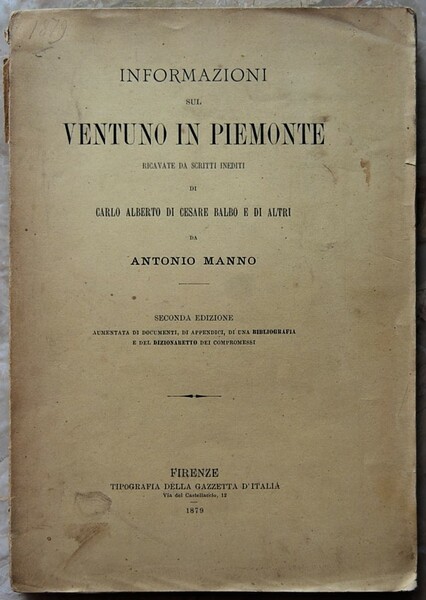 1879
INFORMAZIONI
SUL
VENTUNO IN PIEMONTE
RICAVATE DA SCRITTI INEDITI
DI
CARLO ALBERTO DI CESARE BALBO E DI ALTRI
DA
ANTONIO MANNO
SECONDA EDIZIONE
AUMENTATA DI DOCUMENTI, DI APPENDICI, DI UNA BIBLIOGRAFIA
E DEL DIZIONARETTO DEI COMPROMESSI
FIRENZE
TIPOGRAFIA DELLA GAZZETTA D'ITALIA
Via del Castellaccio, 12
1879